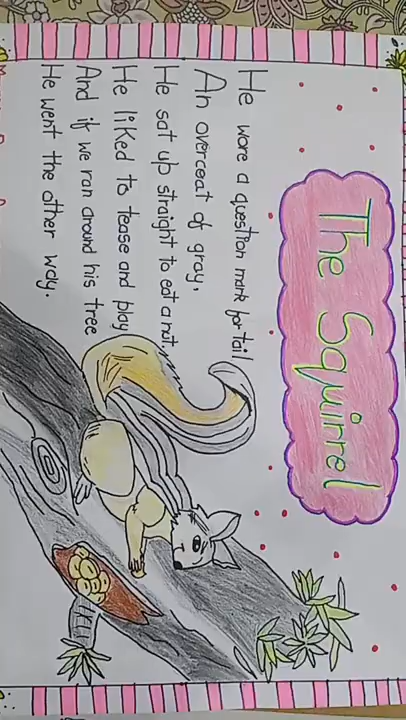 The Squirrel
He wore a question mark for tail
An overcoat of gray,
He sat up straight to eat a nut.
He liked to tease and play
And if we ran around his tree
He went the other way.